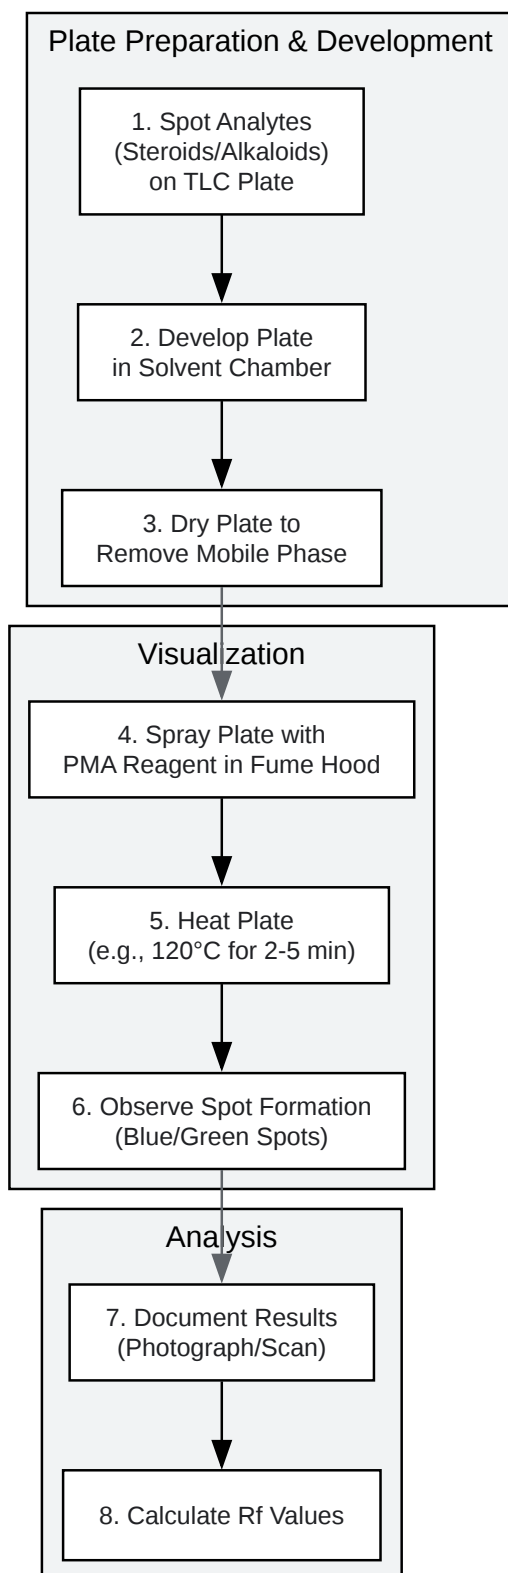 Plate Preparation & Development
1. Spot Analytes
(Steroids/Alkaloids)
on TLC Plate
2. Develop Plate
in Solvent Chamber
3. Dry Plate to
Remove Mobile Phase
Visualization
4. Spray Plate with
PMA Reagent in Fume Hood
5. Heat Plate
(e.g., 120°C for 2-5 min)
6. Observe Spot Formation
(Blue/Green Spots)
Analysis
7. Document Results
(Photograph/Scan)
8. Calculate Rf Values